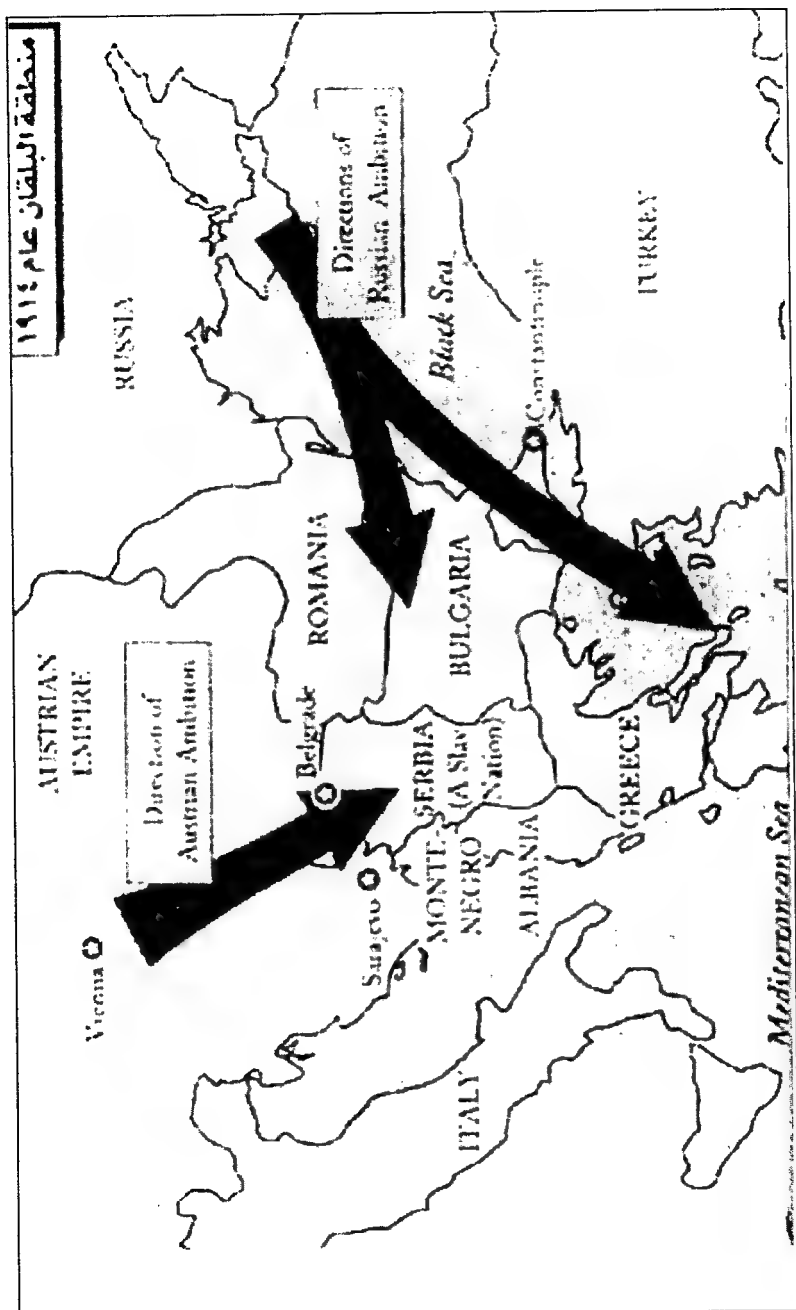 منطقة البلقان عام ١٩١٤
RUSSIA
AUSTRIAN
EMPIRE
Vienna
Direction of
Austrian Ambition
Directions of
Russian Ambition
Belgrade
ROMANIA
Black Sea
Sarajevo
SERBIA
(A Slav
Nation)
MONTE-
NEGRO
BULGARIA
Constantinople
ALBANIA
ITALY
GREECE
TURKEY
Mediterranean Sea